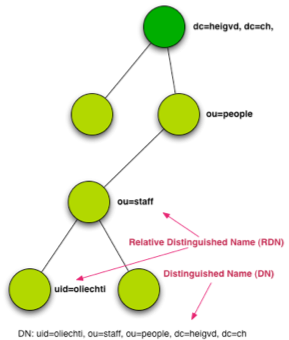 dc=heigvd, dc=ch,
ou=people
ou=staff
Relative Distinguished Name (RDN)
Distinguished Name (DN)
uid=oliechti
DN: uid=oliechti, ou=staff, ou=people, dc=heigvd, dc=ch